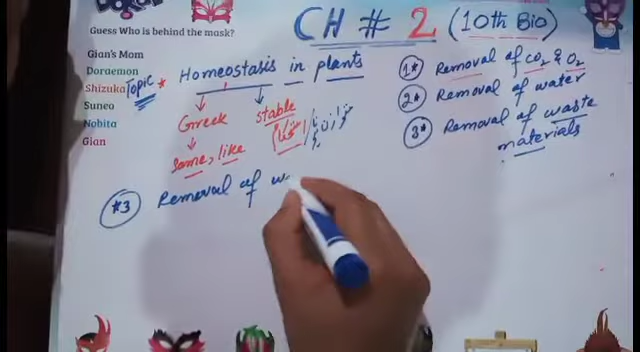 CH # 2 (10th Bio)
Guess Who is behind the mask?
Gian's Mom
Doraemon
Shizuka
Suneo
Nobita
Gian
Topic * Homeostasis in plants
Greek
stable
same, like
1* Removal of CO2 & O2
2* Removal of water
3* Removal of waste
materials
#3 Removal of w